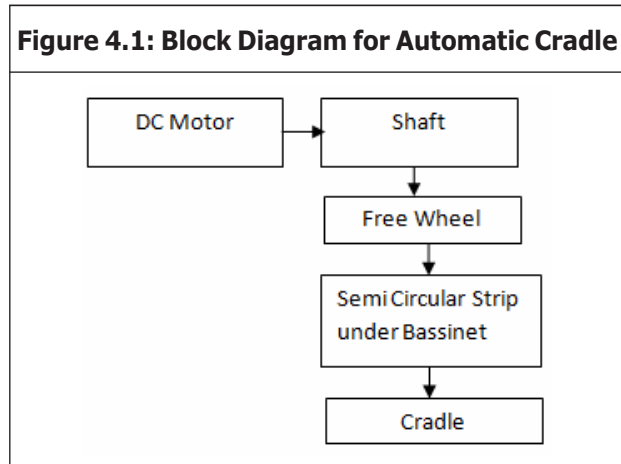 Figure 4.1: Block Diagram for Automatic Cradle
DC Motor
Shaft
Free Wheel
Semi Circular Strip
under Bassinet
Cradle